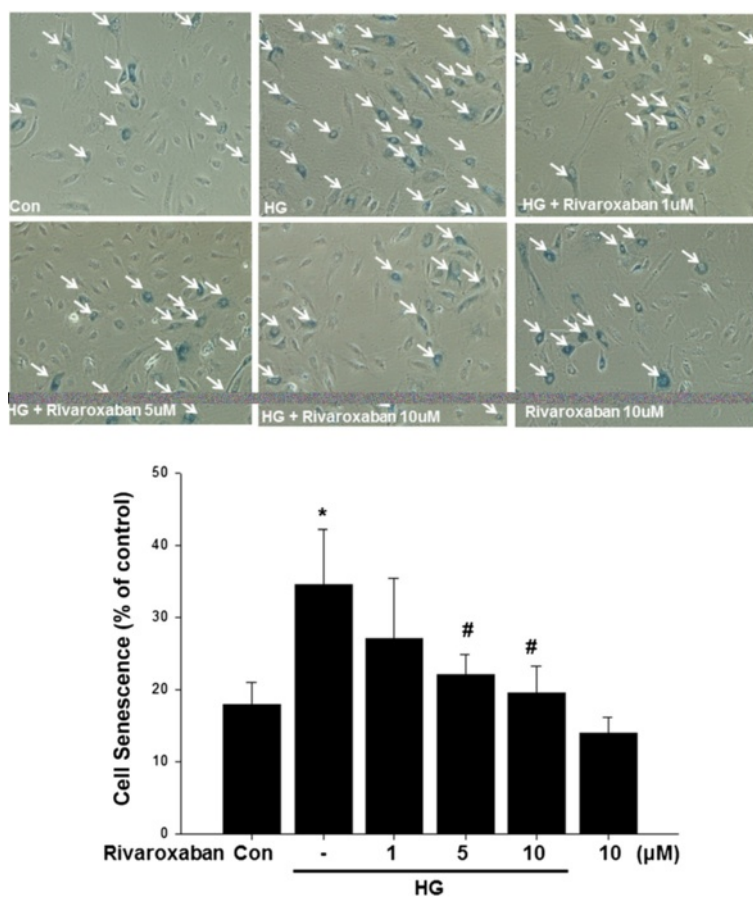 Con
HG
HG + Rivaroxaban 1uM
HG + Rivaroxaban 5uM
HG + Rivaroxaban 10uM
Rivaroxaban 10uM
Cell Senescence (% of control)
50
40
30
20
10
0
*
#
#
Rivaroxaban Con - 1 5 10 10 (μM)
HG